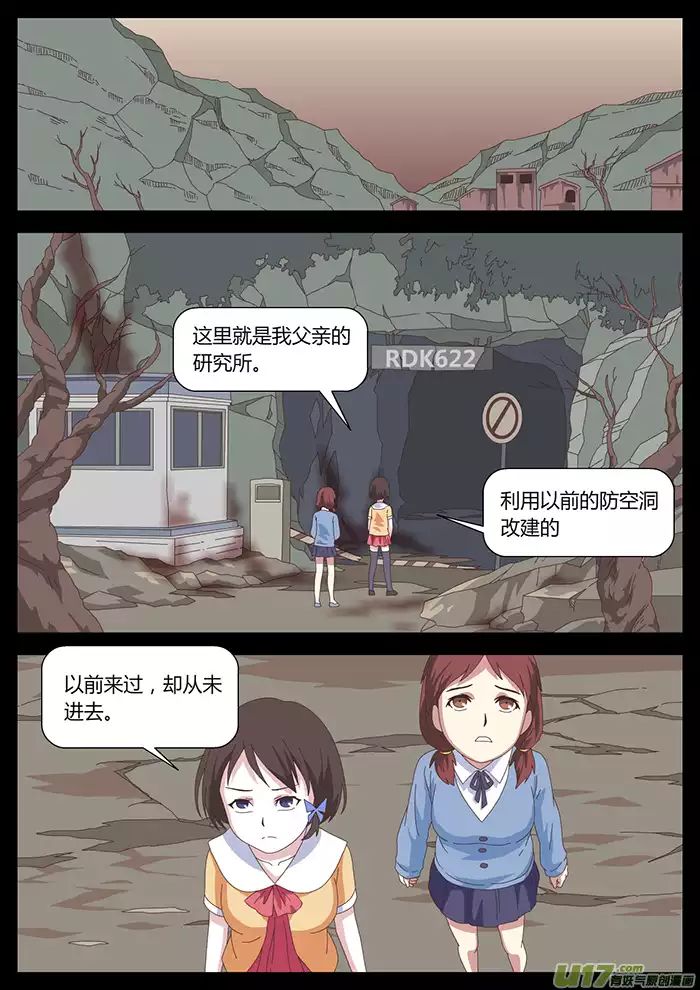 这里就是我父亲的
研究所。
RDK622
利用以前的防空洞
改建的
以前来过，却从未
进去。
U17.com
有妖气原创漫画